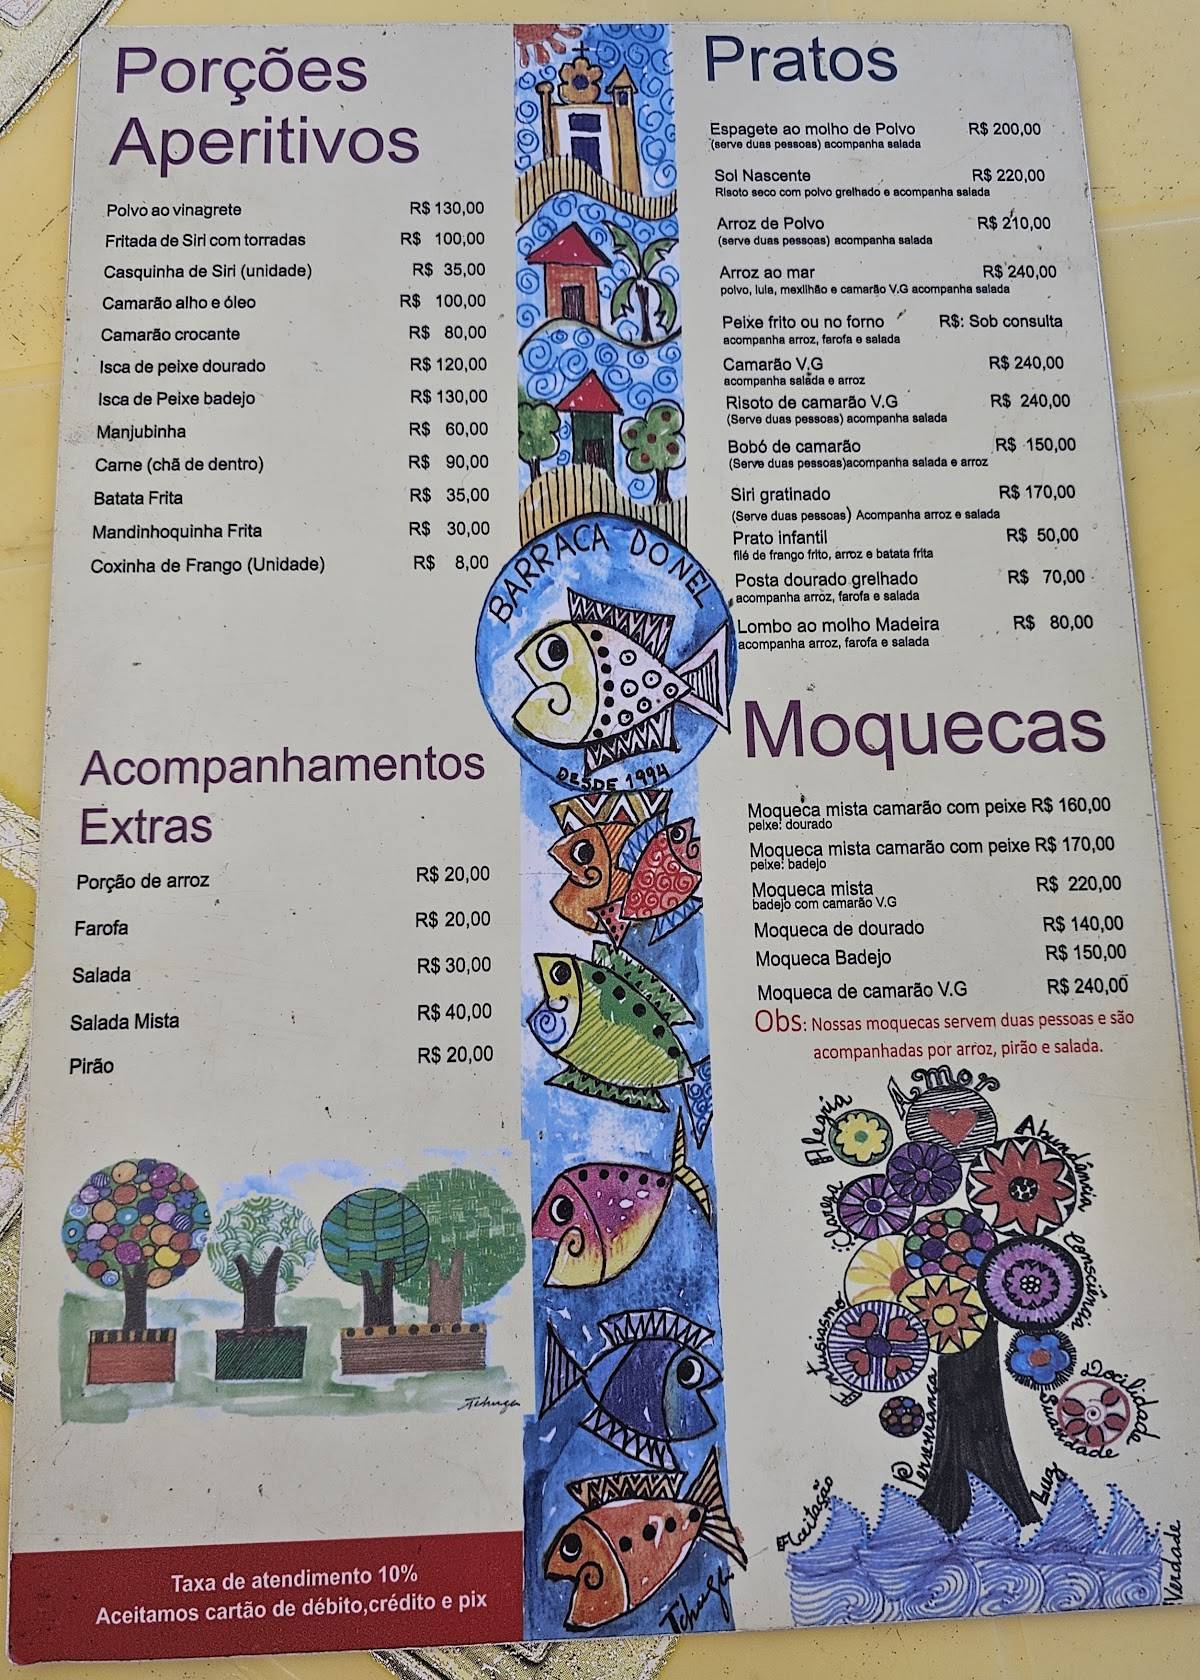 Porções
Aperitivos
Polvo ao vinagrete R$ 130,00
Fritada de Siri com torradas R$ 100,00
Casquinha de Siri (unidade) R$ 35,00
Camarão alho e óleo R$ 100,00
Camarão crocante R$ 80,00
Isca de peixe dourado R$ 120,00
Isca de Peixe badejo R$ 130,00
Manjubinha R$ 60,00
Carne (chã de dentro) R$ 90,00
Batata Frita R$ 35,00
Mandinhoquinha Frita R$ 30,00
Coxinha de Frango (Unidade) R$ 8,00
Acompanhamentos
Extras
Porção de arroz R$ 20,00
Farofa R$ 20,00
Salada R$ 30,00
Salada Mista R$ 40,00
Pirão R$ 20,00
Tchuga
Taxa de atendimento 10%
Aceitamos cartão de débito,crédito e pix
BARRACA DO NEL
DESDE 1994
Pratos
Espagete ao molho de Polvo R$ 200,00
(serve duas pessoas) acompanha salada
Sol Nascente R$ 220,00
Risoto seco com polvo grelhado e acompanha salada
Arroz de Polvo R$ 210,00
(serve duas pessoas) acompanha salada
Arroz ao mar R$ 240,00
polvo, lula, mexilhão e camarão V.G acompanha salada
Peixe frito ou no forno R$: Sob consulta
acompanha arroz, farofa e salada
Camarão V.G R$ 240,00
acompanha salada e arroz
Risoto de camarão V.G R$ 240,00
(Serve duas pessoas) acompanha salada
Bobó de camarão R$ 150,00
(Serve duas pessoas)acompanha salada e arroz
Siri gratinado R$ 170,00
(Serve duas pessoas) Acompanha arroz e salada
Prato infantil R$ 50,00
filé de frango frito, arroz e batata frita
Posta dourado grelhado R$ 70,00
acompanha arroz, farofa e salada
Lombo ao molho Madeira R$ 80,00
acompanha arroz, farofa e salada
Moquecas
Moqueca mista camarão com peixe R$ 160,00
peixe: dourado
Moqueca mista camarão com peixe R$ 170,00
peixe: badejo
Moqueca mista R$ 220,00
badejo com camarão V.G
Moqueca de dourado R$ 140,00
Moqueca Badejo R$ 150,00
Moqueca de camarão V.G R$ 240,00
Obs: Nossas moquecas servem duas pessoas e são
acompanhadas por arroz, pirão e salada.
Amor
Alegria
Abundância
Clareza
Consciência
Entusiasmo
Docilidade
Suavidade
Perseverança
Luz
Aceitação
Verdade